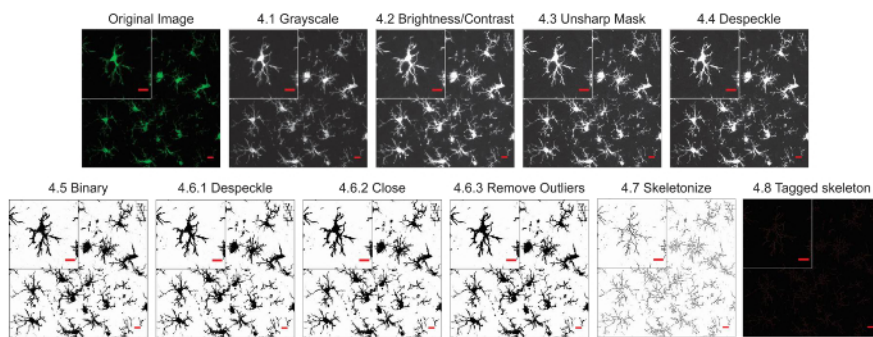 Original Image
4.1 Grayscale
4.2 Brightness/Contrast
4.3 Unsharp Mask
4.4 Despeckle
4.5 Binary
4.6.1 Despeckle
4.6.2 Close
4.6.3 Remove Outliers
4.7 Skeletonize
4.8 Tagged skeleton